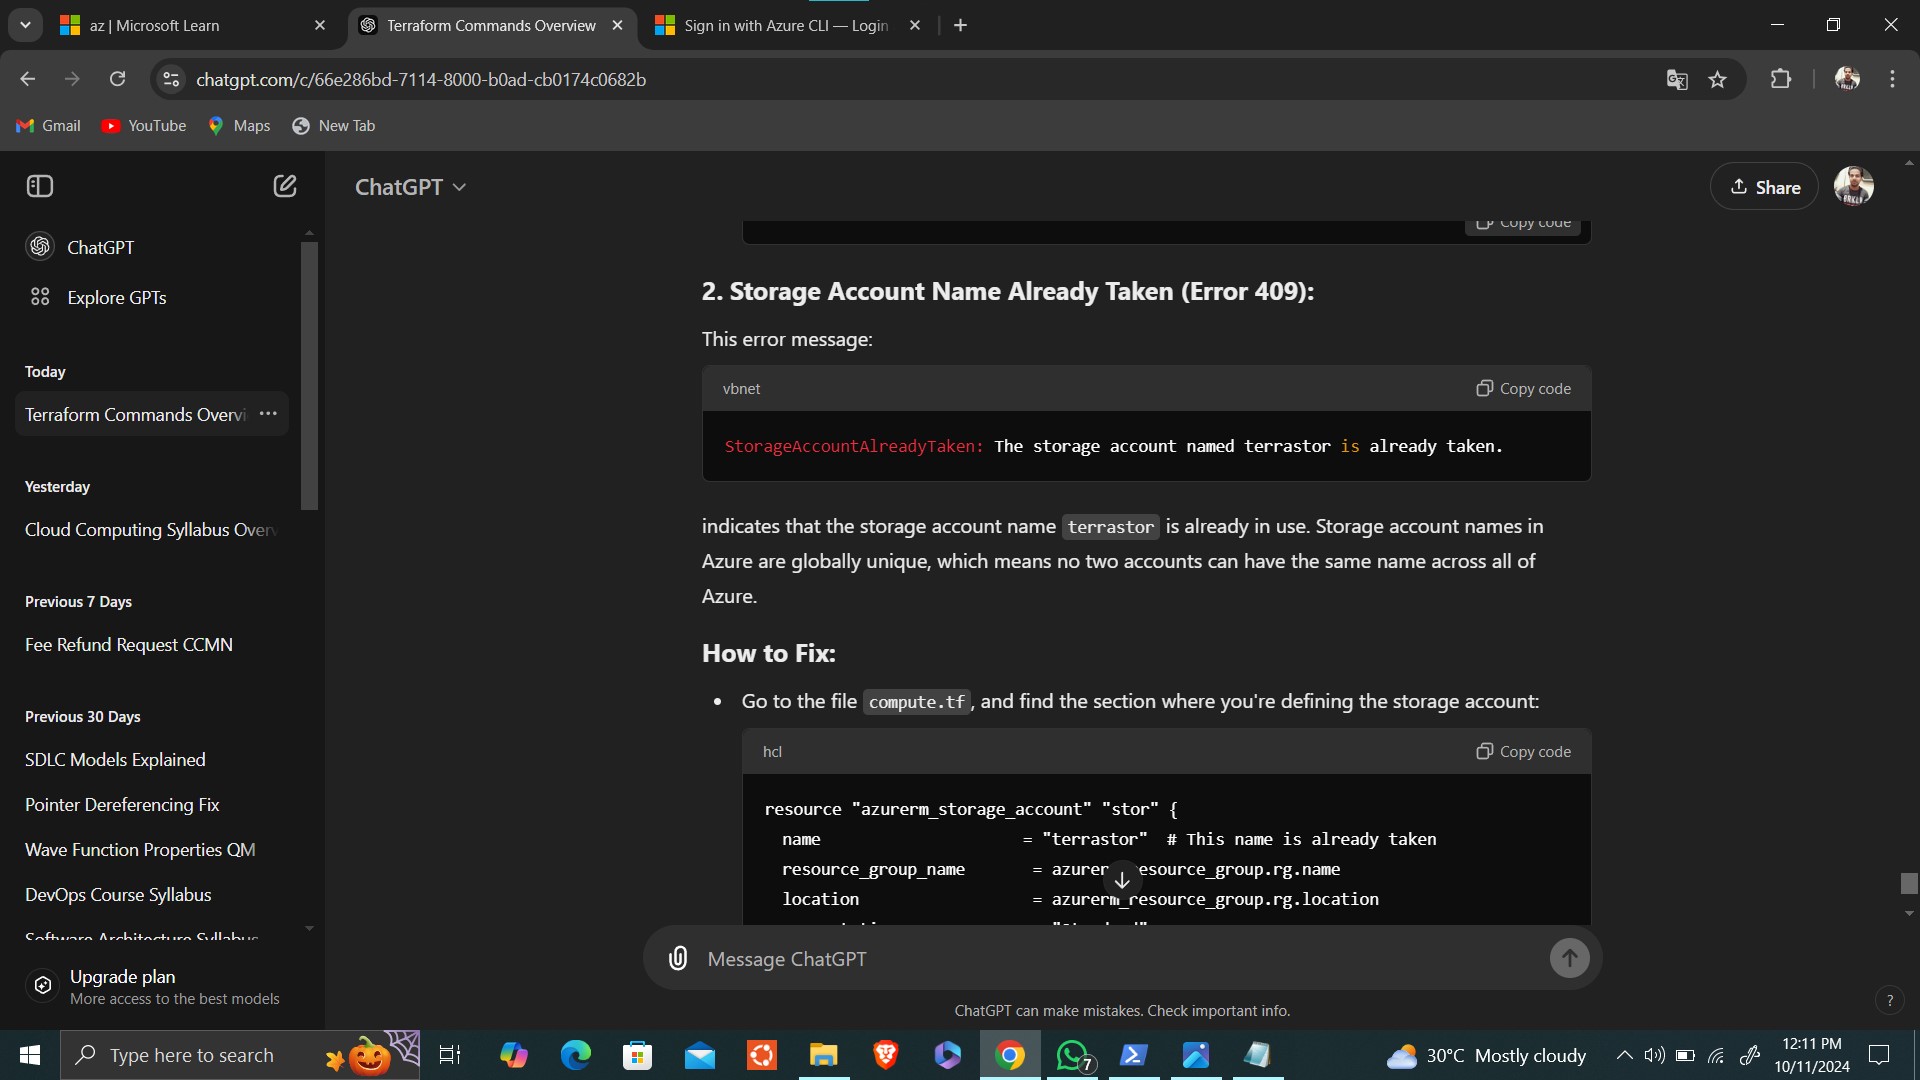 az | Microsoft Learn
Terraform Commands Overview
Sign in with Azure CLI — Login
chatgpt.com/c/66e286bd-7114-8000-b0ad-cb0174c0682b
Gmail
YouTube
Maps
New Tab
ChatGPT
Share
ChatGPT
Explore GPTs
Today
Terraform Commands Overvi
Yesterday
Cloud Computing Syllabus Overv
Previous 7 Days
Fee Refund Request CCMN
Previous 30 Days
SDLC Models Explained
Pointer Dereferencing Fix
Wave Function Properties QM
DevOps Course Syllabus
Software Architecture Syllabus
Upgrade plan
More access to the best models
Copy code
2. Storage Account Name Already Taken (Error 409):
This error message:
vbnet
Copy code
StorageAccountAlreadyTaken: The storage account named terrastor is already taken.
indicates that the storage account name terrastor is already in use. Storage account names in
Azure are globally unique, which means no two accounts can have the same name across all of
Azure.
How to Fix:
• Go to the file compute.tf, and find the section where you're defining the storage account:
hcl
Copy code
resource "azurerm_storage_account" "stor" {
name = "terrastor" # This name is already taken
resource_group_name = azurerm_resource_group.rg.name
location = azurerm_resource_group.rg.location
Message ChatGPT
ChatGPT can make mistakes. Check important info.
?
Type here to search
7
30°C Mostly cloudy
12:11 PM
10/11/2024